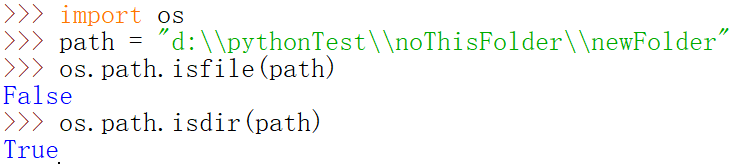 >>> import os
>>> path = "d:\\pythonTest\\noThisFolder\\newFolder"
>>> os.path.isfile(path)
False
>>> os.path.isdir(path)
True